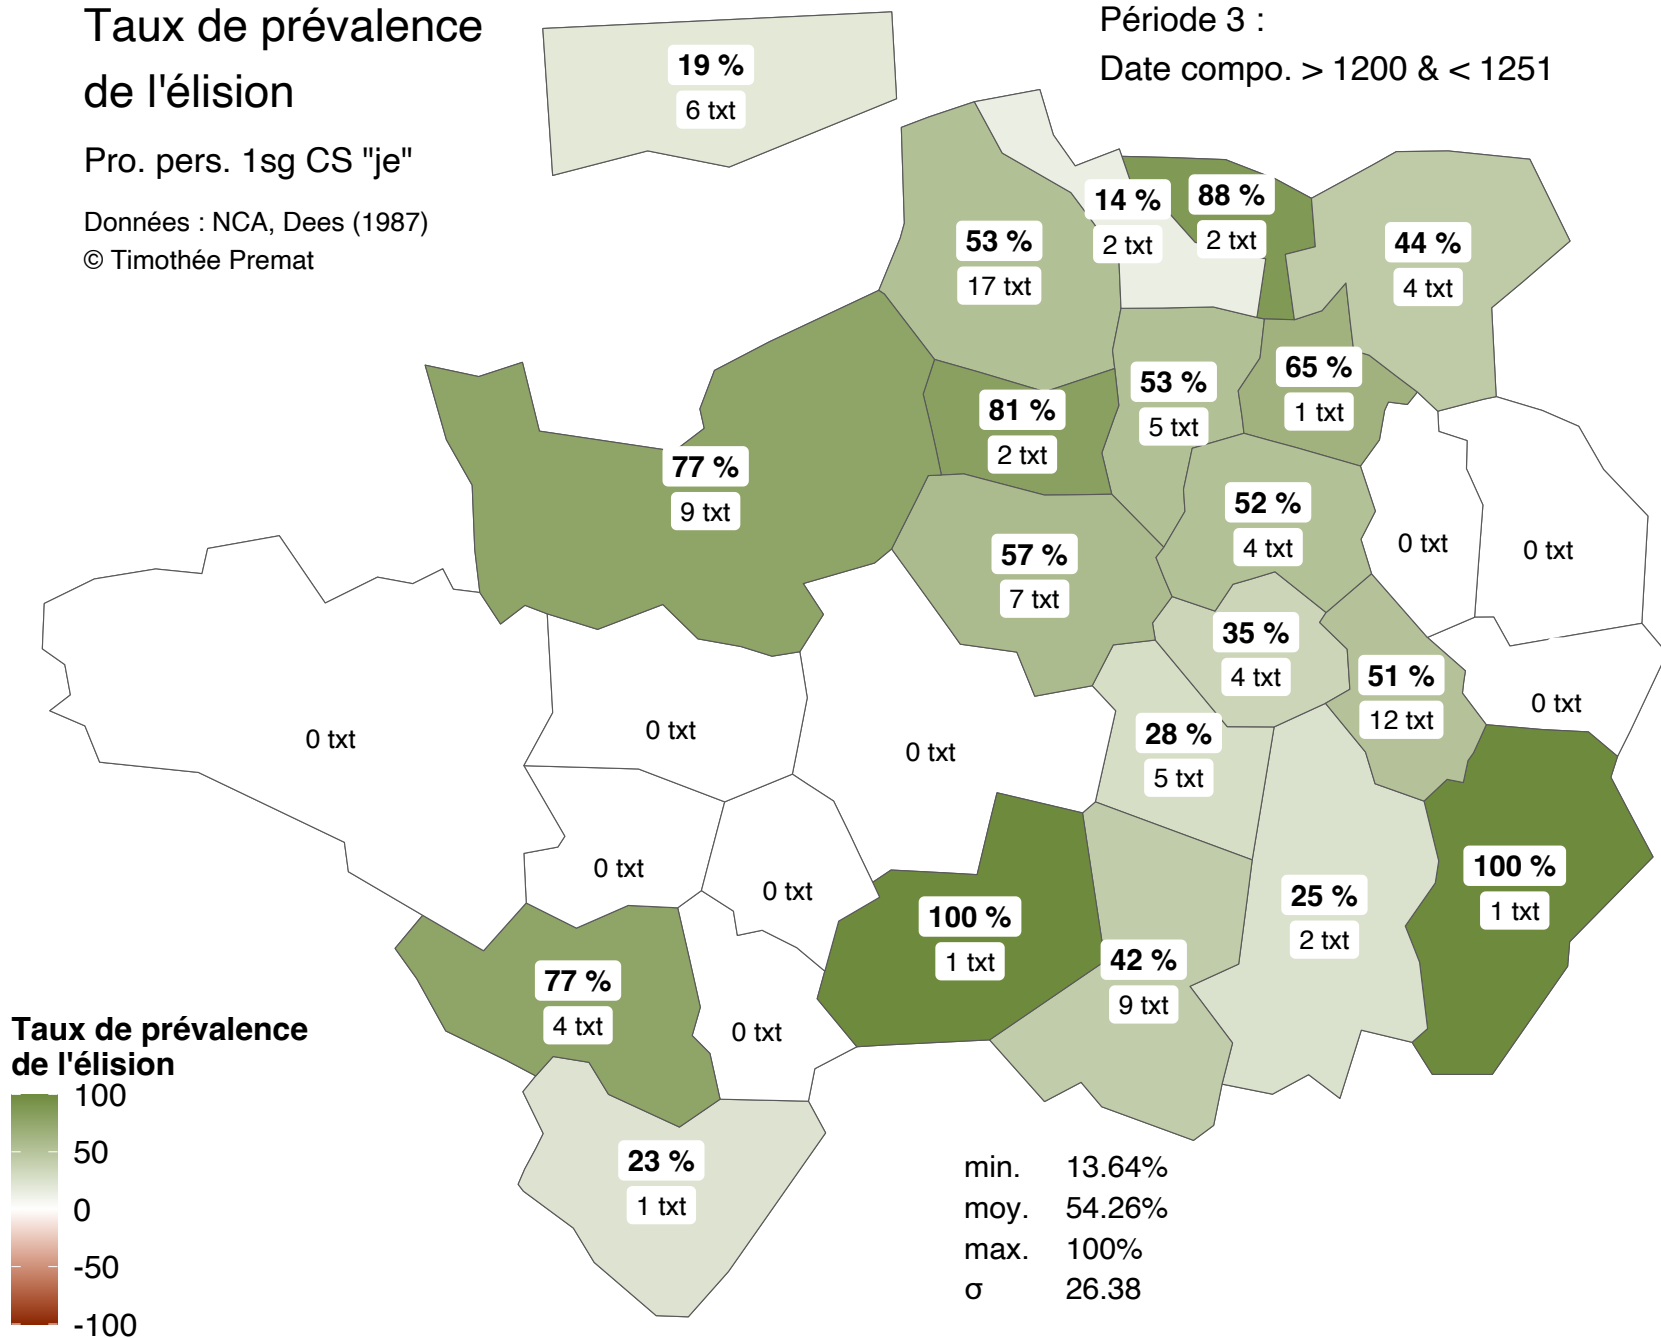 Taux de prévalence
de l'élision
Pro. pers. 1sg CS "je"
Données : NCA, Dees (1987)
© Timothée Premat
Période 3 :
Date compo. > 1200 & < 1251
19 %
6 txt
14 %
2 txt
88 %
2 txt
53 %
17 txt
44 %
4 txt
53 %
5 txt
65 %
1 txt
81 %
2 txt
77 %
9 txt
52 %
4 txt
0 txt
0 txt
57 %
7 txt
35 %
4 txt
51 %
12 txt
0 txt
0 txt
0 txt
0 txt
28 %
5 txt
0 txt
0 txt
100 %
1 txt
42 %
9 txt
25 %
2 txt
100 %
1 txt
77 %
4 txt
0 txt
23 %
1 txt
Taux de prévalence
de l'élision
100
50
0
-50
-100
min. 13.64%
moy. 54.26%
max. 100%
σ 26.38